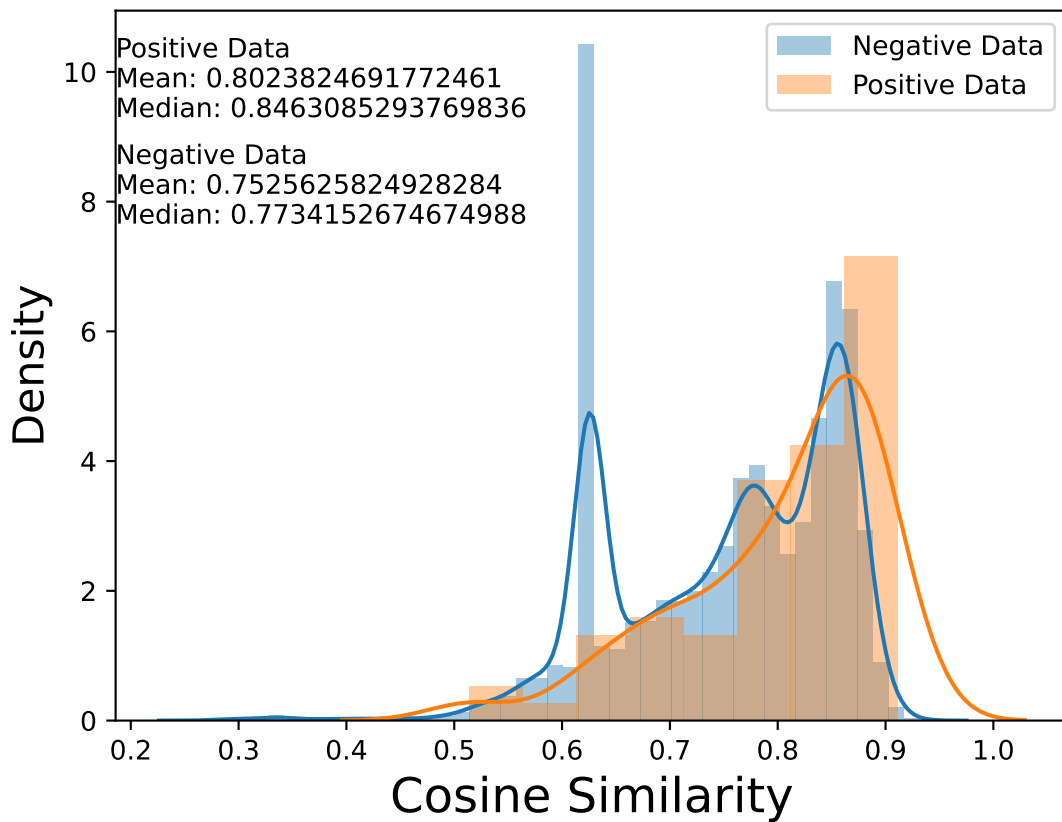 Positive Data
Mean: 0.8023824691772461
Median: 0.8463085293769836
Negative Data
Mean: 0.7525625824928284
Median: 0.7734152674674988
Negative Data
Positive Data
Density
10
8
6
4
2
0
0.2 0.3 0.4 0.5 0.6 0.7 0.8 0.9 1.0
Cosine Similarity